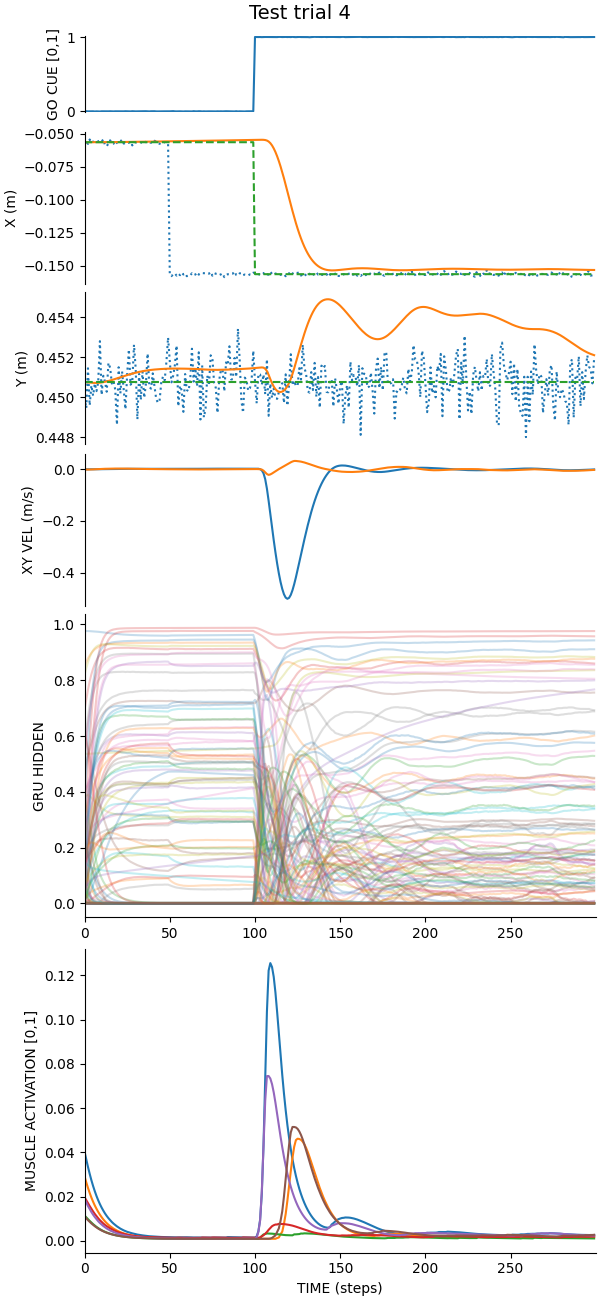 Test trial 4
GO CUE [0,1]
1
0
X (m)
−0.050
−0.075
−0.100
−0.125
−0.150
Y (m)
0.454
0.452
0.450
0.448
XY VEL (m/s)
0.0
−0.2
−0.4
GRU HIDDEN
1.0
0.8
0.6
0.4
0.2
0.0
0 50 100 150 200 250
MUSCLE ACTIVATION [0,1]
0.12
0.10
0.08
0.06
0.04
0.02
0.00
0 50 100 150 200 250
TIME (steps)